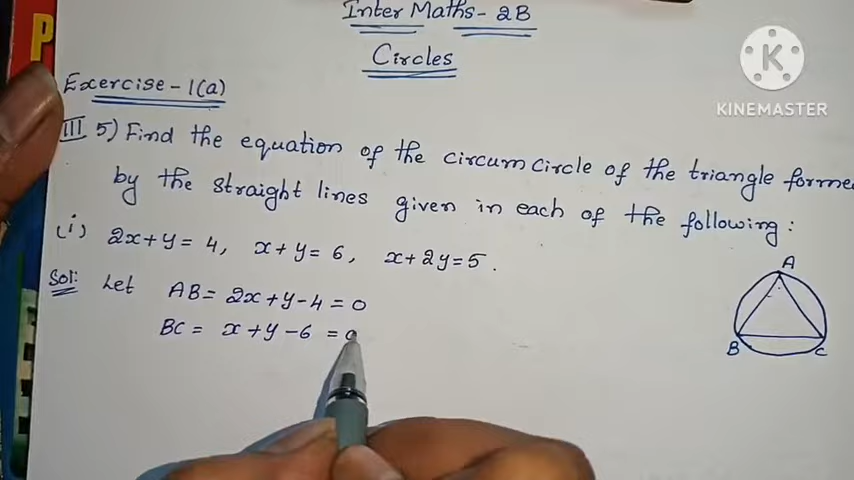 Inter Maths - 2B
Circles
Exercise - 1(a)
III 5) Find the equation of the circumcircle of the triangle formed
by the straight lines given in each of the following :
(i) 2x+y= 4, x+y= 6, x+2y=5.
Sol: Let AB= 2x+y-4=0
BC= x+y-6 =0
A
B
C
K
KINEMASTER
P